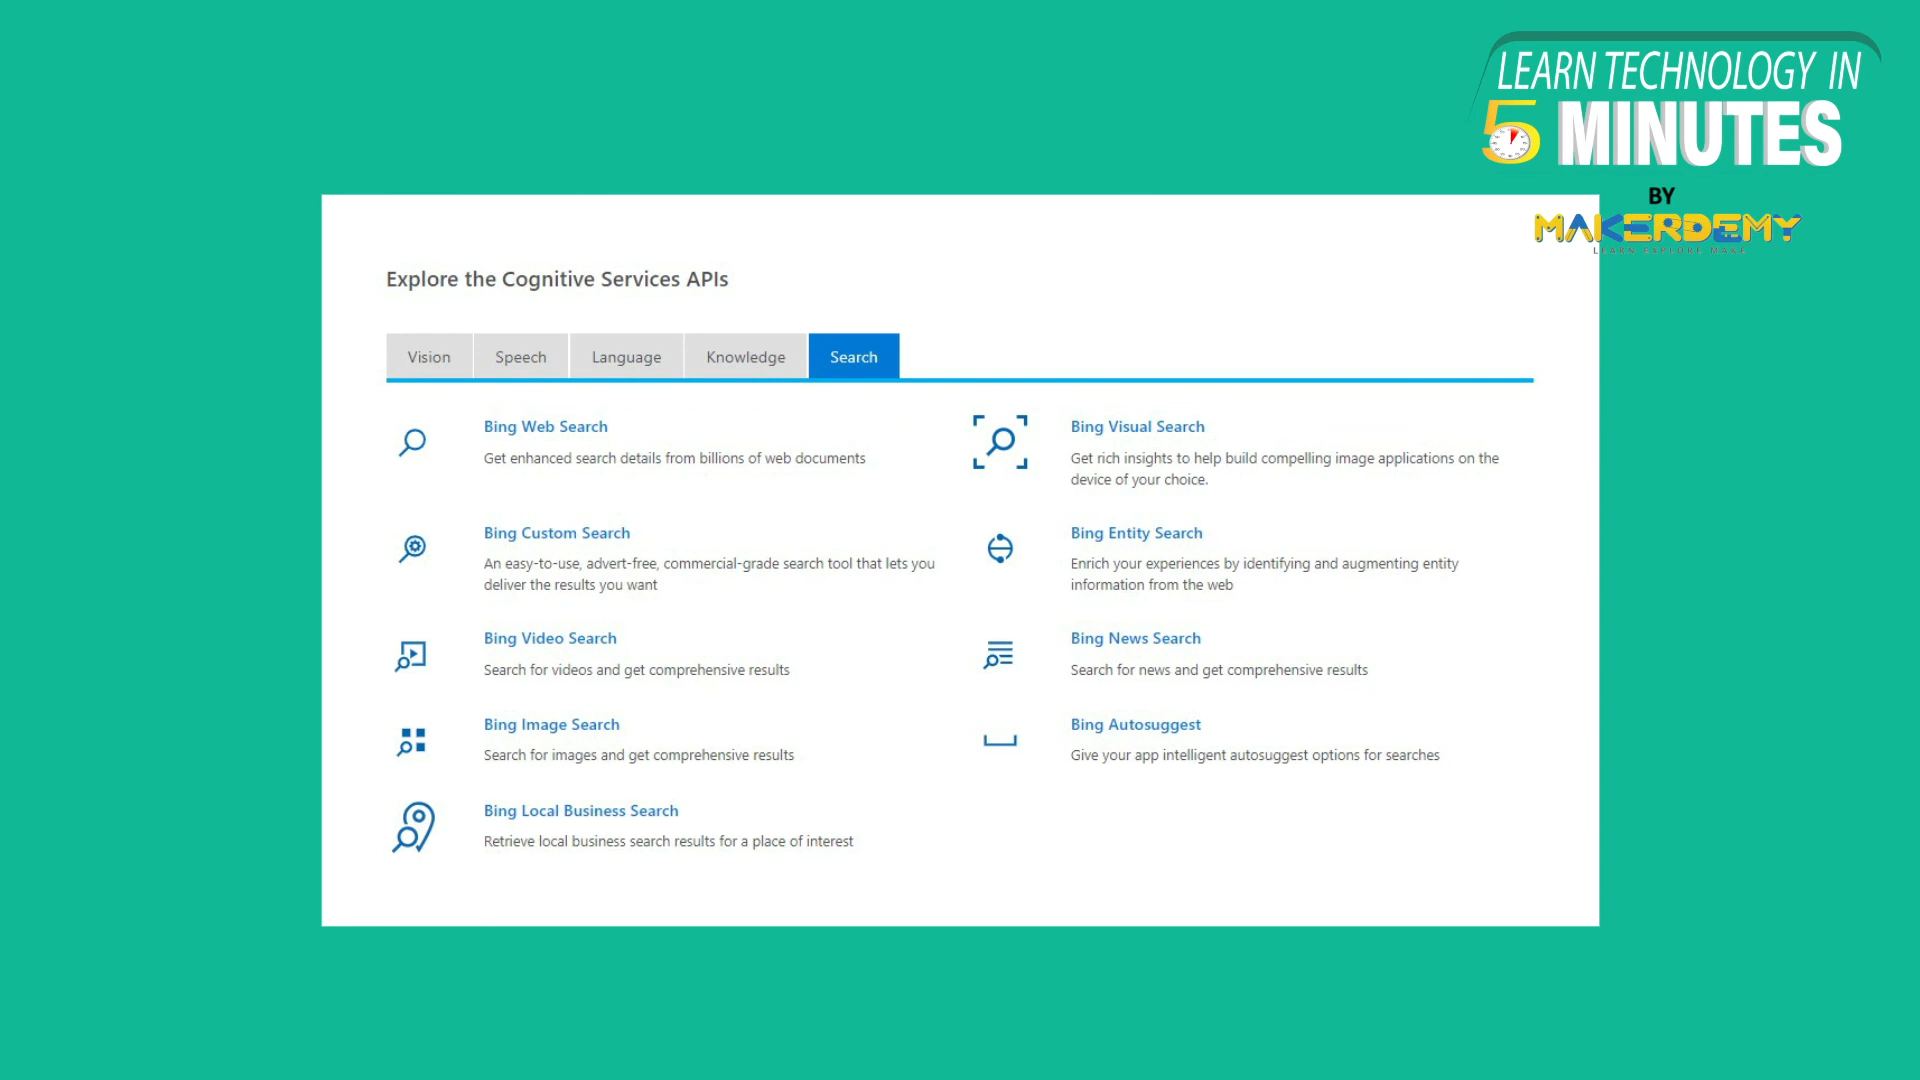 LEARN TECHNOLOGY IN
5 MINUTES
BY
MAKERDEMY
LEARN EXPLORE MAKE
Explore the Cognitive Services APIs
Vision Speech Language Knowledge Search
Bing Web Search
Get enhanced search details from billions of web documents
Bing Visual Search
Get rich insights to help build compelling image applications on the
device of your choice.
Bing Custom Search
An easy-to-use, advert-free, commercial-grade search tool that lets you
deliver the results you want
Bing Entity Search
Enrich your experiences by identifying and augmenting entity
information from the web
Bing Video Search
Search for videos and get comprehensive results
Bing News Search
Search for news and get comprehensive results
Bing Image Search
Search for images and get comprehensive results
Bing Autosuggest
Give your app intelligent autosuggest options for searches
Bing Local Business Search
Retrieve local business search results for a place of interest